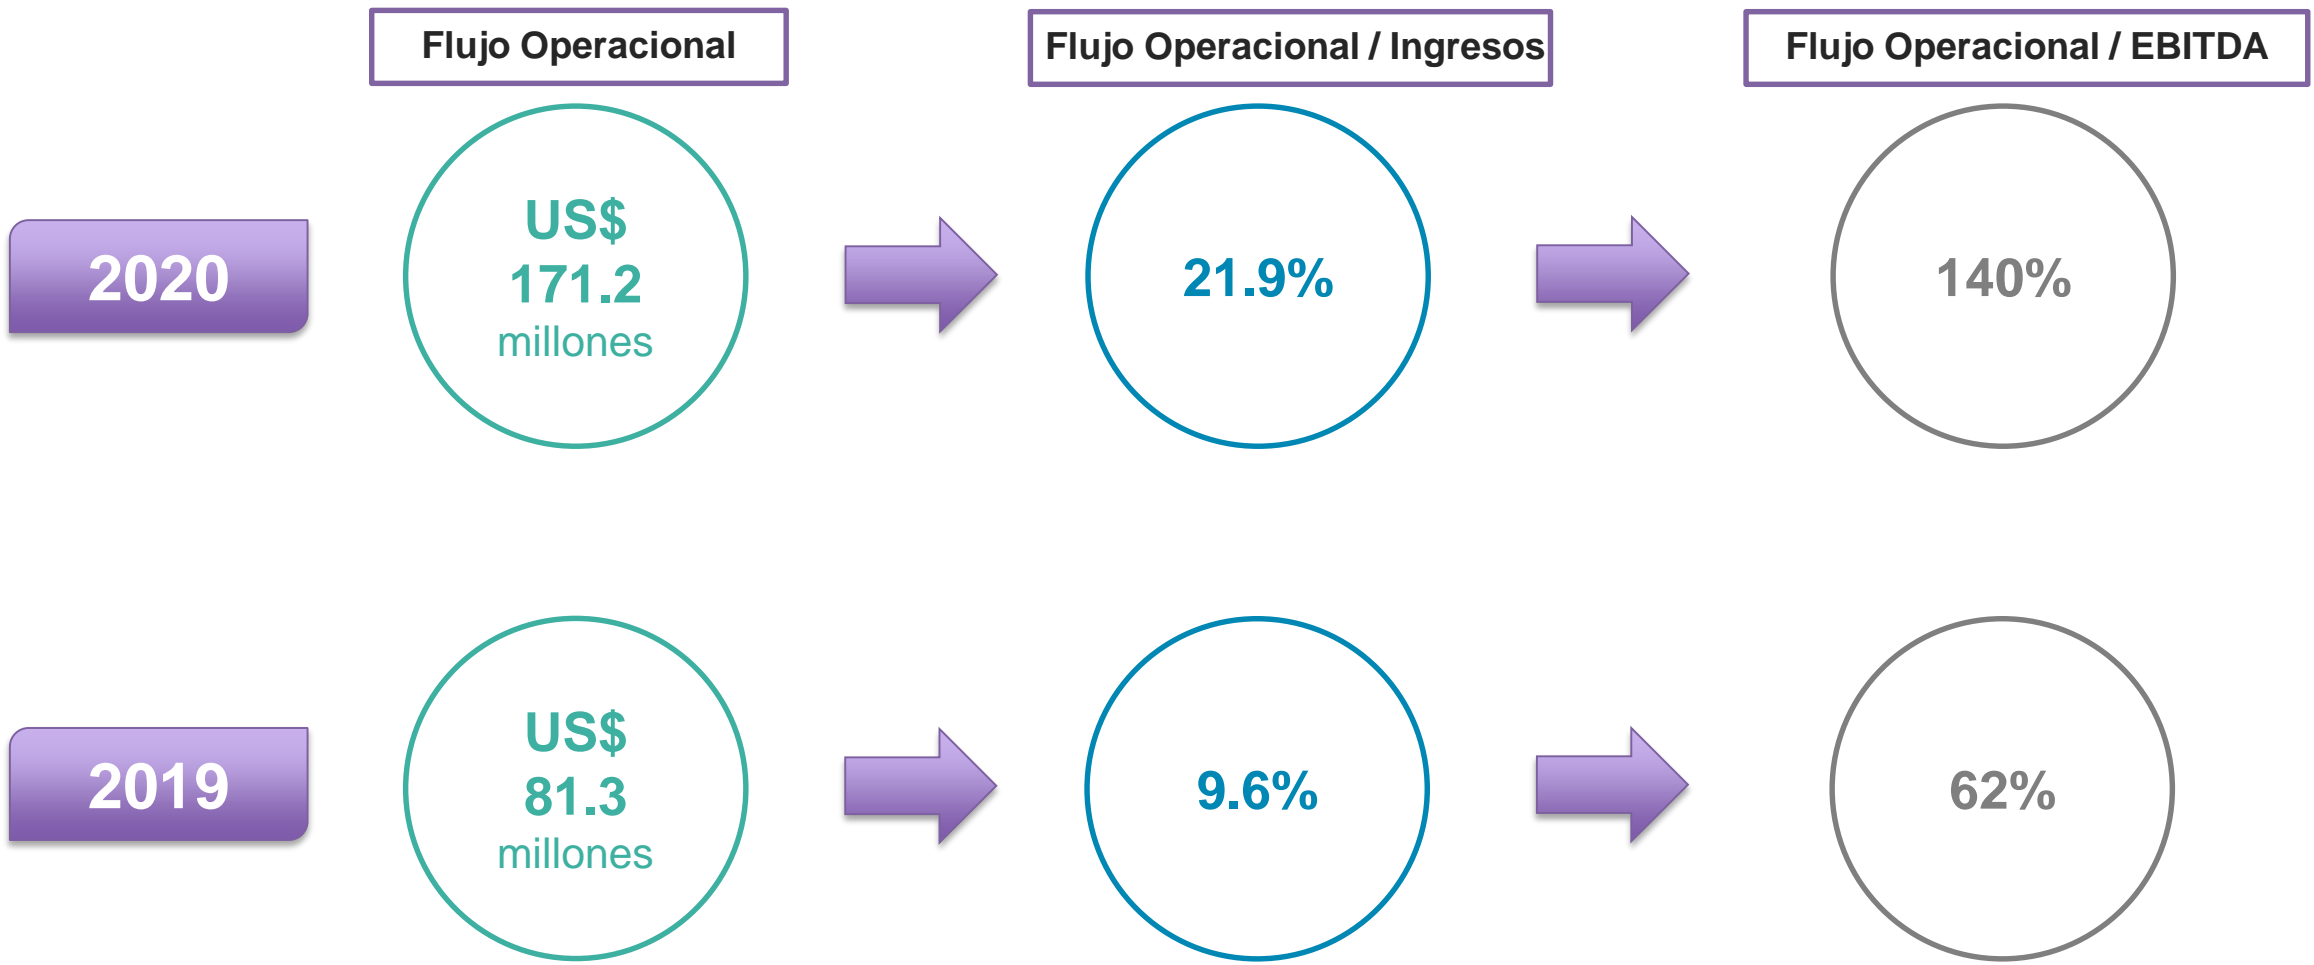 Flujo Operacional
Flujo Operacional / Ingresos
Flujo Operacional / EBITDA
2020
US$
171.2
millones
21.9%
140%
2019
US$
81.3
millones
9.6%
62%